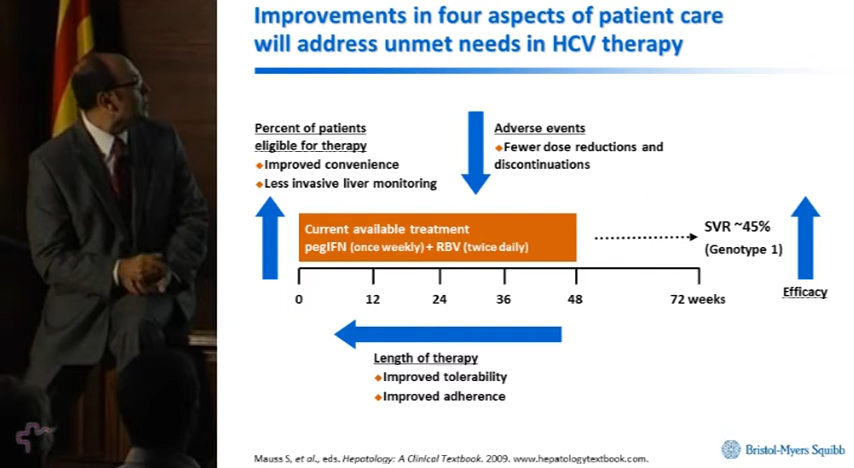 Improvements in four aspects of patient care
will address unmet needs in HCV therapy
Percent of patients
eligible for therapy
◆Improved convenience
◆Less invasive liver monitoring
Adverse events
◆Fewer dose reductions and
discontinuations
Current available treatment
pegIFN (once weekly) + RBV (twice daily)
SVR ~45%
(Genotype 1)
0 12 24 36 48 72 weeks
Efficacy
Length of therapy
◆Improved tolerability
◆Improved adherence
Mauss S, et al., eds. Hepatology: A Clinical Textbook. 2009. www.hepatologytextbook.com.
Bristol-Myers Squibb